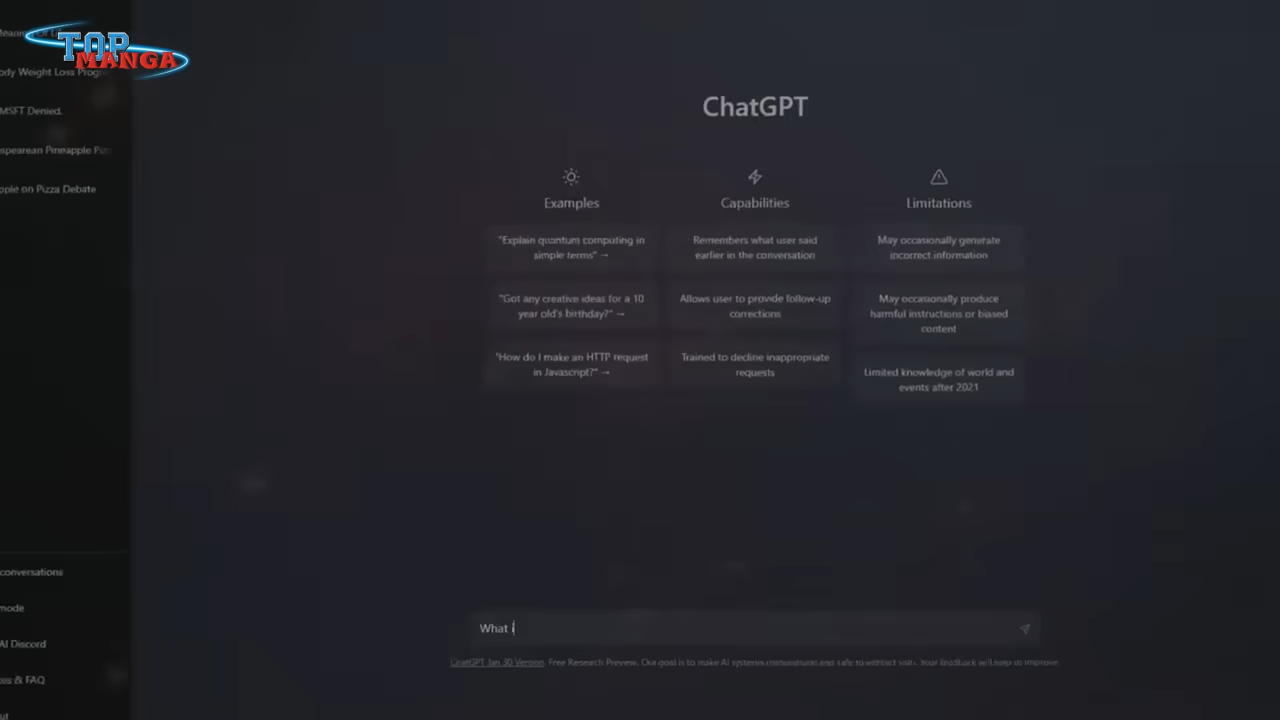 TOP
MANGA
ody Weight Loss Progr
MSFT Denied.
spearean Pineapple Piz
pple on Pizza Debate
conversations
mode
AI Discord
& FAQ
ChatGPT
Examples
"Explain quantum computing in
simple terms" →
"Got any creative ideas for a 10
year old's birthday?" →
"How do I make an HTTP request
in Javascript?" →
Capabilities
Remembers what user said
earlier in the conversation
Allows user to provide follow-up
corrections
Trained to decline inappropriate
requests
Limitations
May occasionally generate
incorrect information
May occasionally produce
harmful instructions or biased
content
Limited knowledge of world and
events after 2021
What i
ChatGPT Jan 30 Version. Free Research Preview. Our goal is to make AI systems